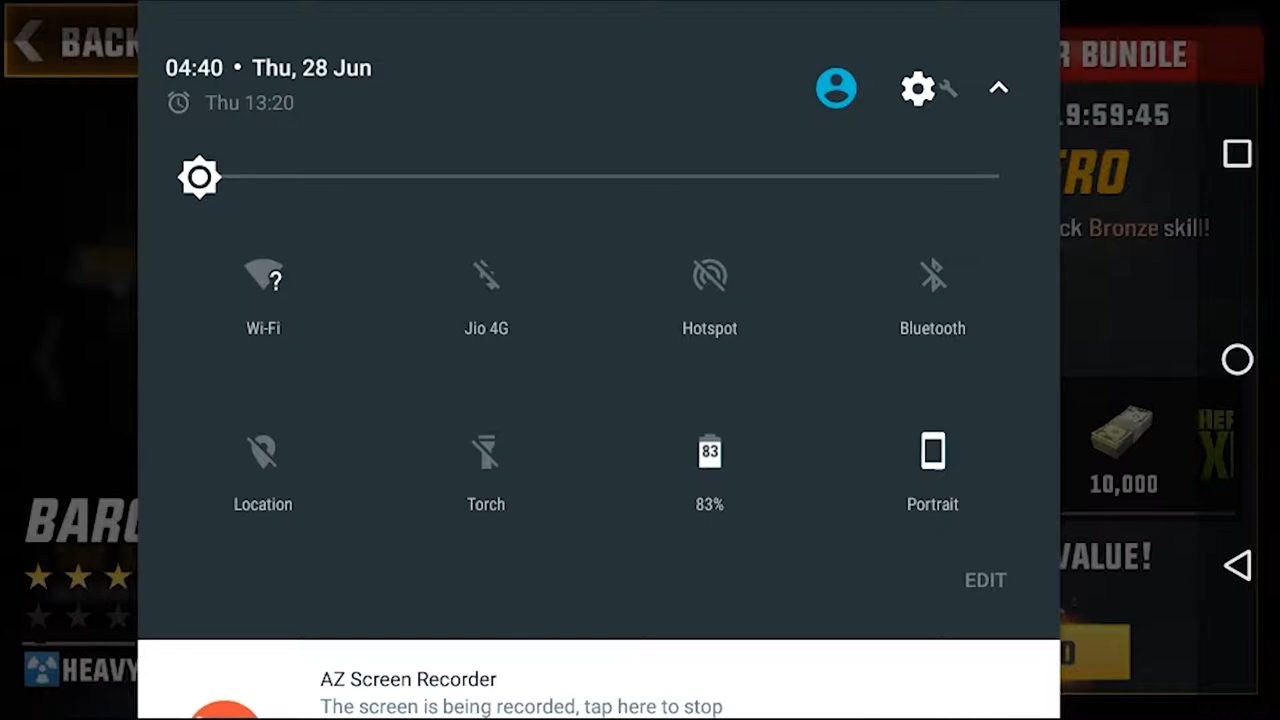 BACK
04:40 • Thu, 28 Jun
Thu 13:20
BUNDLE
9:59:45
RO
ck Bronze skill!
?
Wi-Fi
Jio 4G
Hotspot
Bluetooth
83
Location
Torch
83%
Portrait
10,000
BARO
VALUE!
EDIT
HEAVY
AZ Screen Recorder
The screen is being recorded, tap here to stop